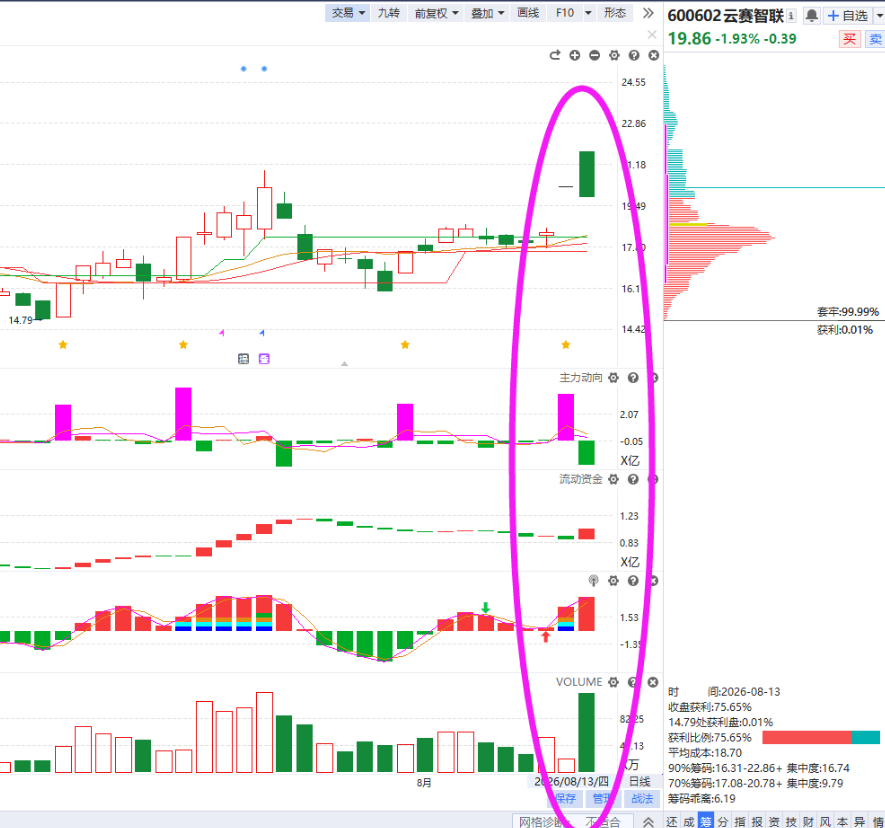 交易 九转 前复权 叠加 画线 F10 形态
600602 云赛智联 自选
19.86 -1.93% -0.39 买 卖
24.55
22.86
1.18
19.49
17.80
16.1
14.42
14.79
套牢:99.99%
获利:0.01%
主力动向
2.07
-0.05
X亿
流动资金
1.23
0.83
X亿
1.53
-1.35
VOLUME
82.25
41.13
X万
8月 2026/08/13/四 日线
保存 管理 战法
网格诊断 不适合
时 间:2026-08-13
收盘获利:75.65%
14.79处获利盘:0.01%
获利比例:75.65%
平均成本:18.70
90%筹码:16.31-22.86+ 集中度:16.74
70%筹码:17.08-20.78+ 集中度:9.79
筹码乖离:6.19
还 成 筹 分 指 报 资 技 财 风 本 异 情